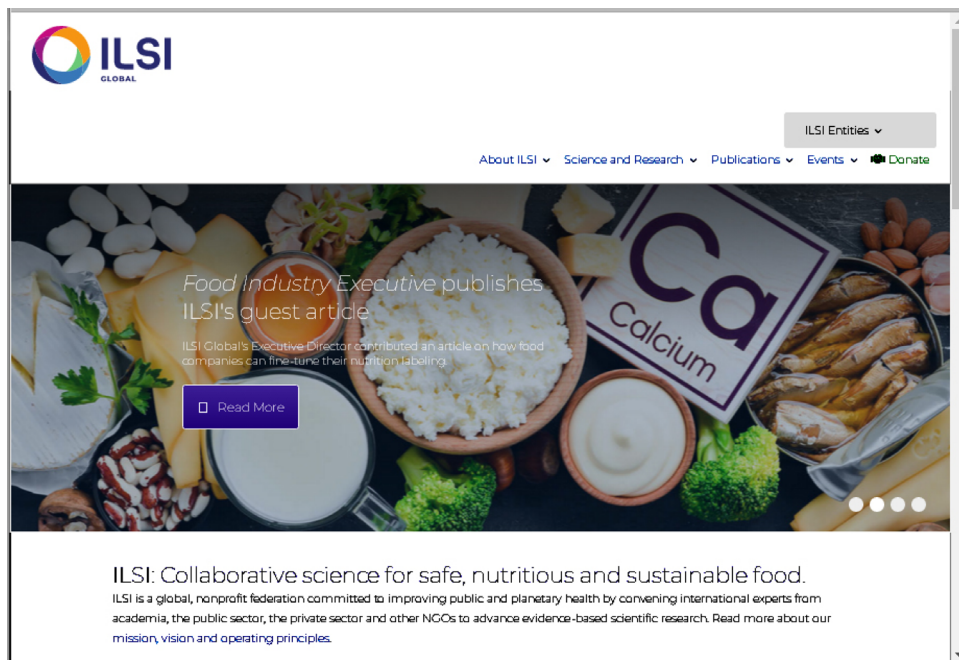 ILSI
GLOBAL
ILSI Entities
About ILSI Science and Research Publications Events Donate
Food Industry Executive publishes
ILSI's guest article
ILSI Global's Executive Director contributed an article on how food
companies can fine-tune their nutrition labeling.
Read More
Ca
Calcium
ILSI: Collaborative science for safe, nutritious and sustainable food.
ILSI is a global, nonprofit federation committed to improving public and planetary health by convening international experts from
academia, the public sector, the private sector and other NGOs to advance evidence-based scientific research. Read more about our
mission, vision and operating principles.